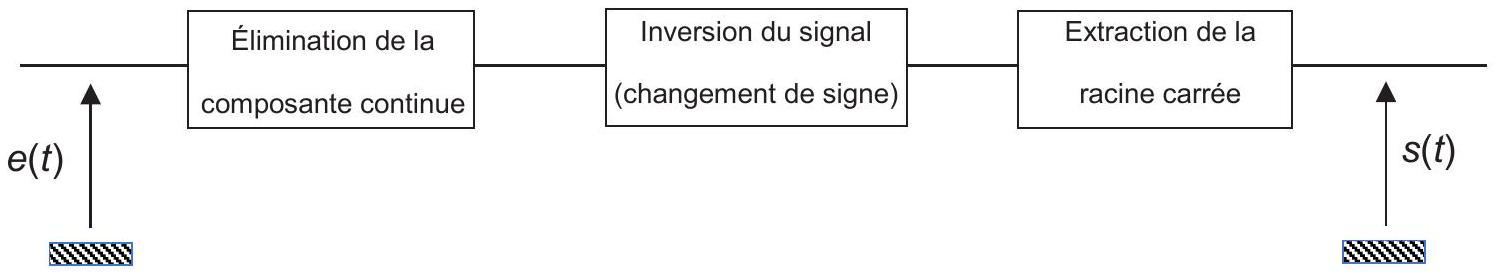 Élimination de la
composante continue
Inversion du signal
(changement de signe)
Extraction de la
racine carrée
e(t)
s(t)